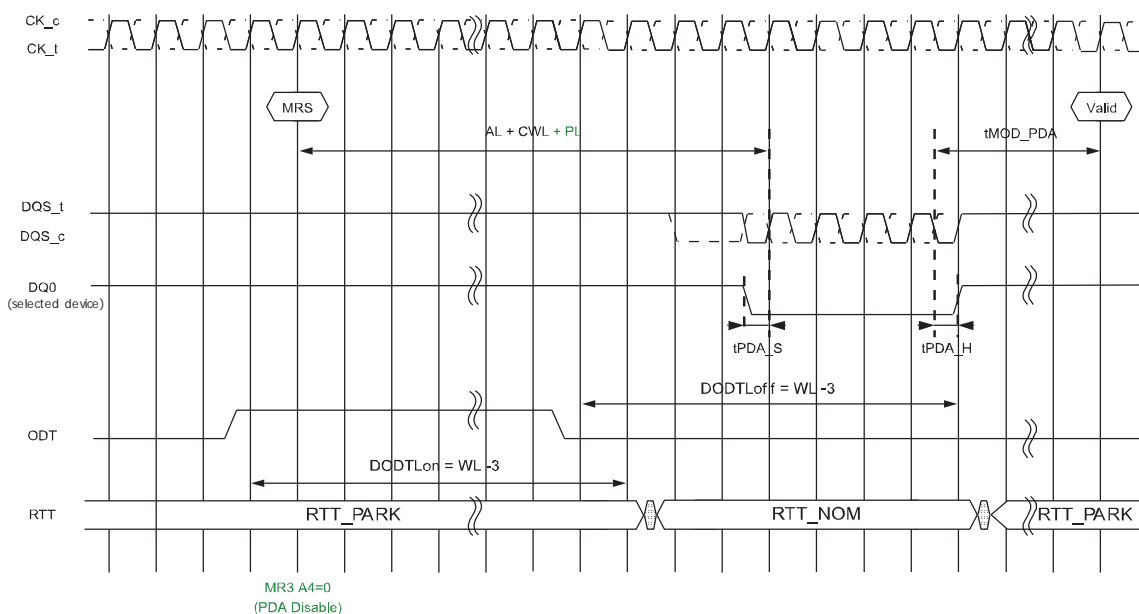 CK_c
CK_t
MRS
Valid
AL + CWL + PL
tMOD_PDA
DQS_t
DQS_c
DQ0
(selected device)
tPDA_S
tPDA_H
DODTLoff = WL -3
ODT
DODTLon = WL -3
RTT
RTT_PARK
RTT_NOM
RTT_PARK
MR3 A4=0
(PDA Disable)